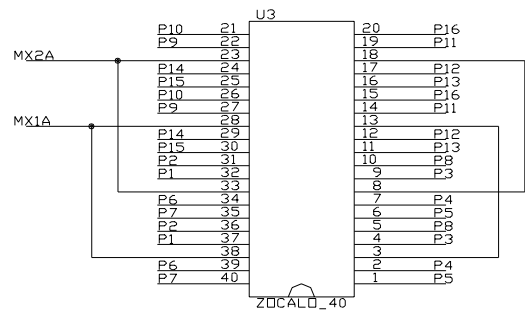 U3
P10 21 20 P16
P9 22 19 P11
MX2A 23 18
P14 24 17 P12
P15 25 16 P13
P10 26 15 P16
P9 27 14 P11
MX1A 28 13
P14 29 12 P12
P15 30 11 P13
P2 31 10 P8
P1 32 9 P3
33 8
P6 34 7 P4
P7 35 6 P5
P2 36 5 P8
P1 37 4 P3
38 3
P6 39 2 P4
P7 40 1 P5
ZOCALO_40